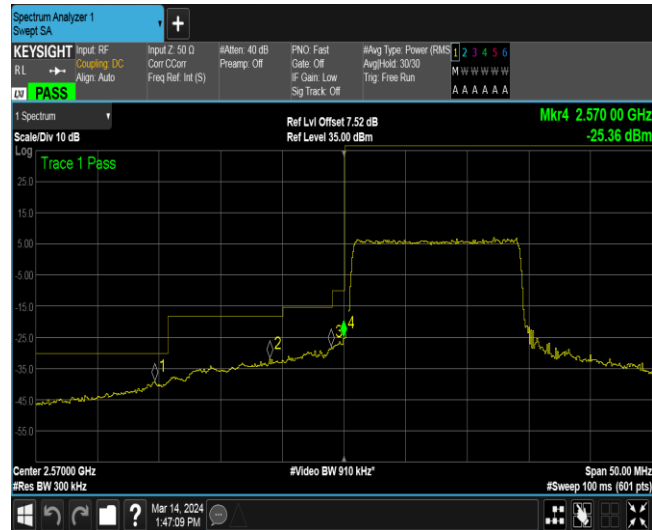 Spectrum Analyzer 1
Swept SA
+
KEYSIGHT
RL
LXI PASS
Input: RF
Coupling: DC
Align: Auto
Input Z: 50 Ω
Corr CCorr
Freq Ref: Int (S)
#Atten: 40 dB
Preamp: Off
PNO: Fast
Gate: Off
IF Gain: Low
Sig Track: Off
#Avg Type: Power (RMS
Avg|Hold: 30/30
Trig: Free Run
1 2 3 4 5 6
M W W W W W
A A A A A A
1 Spectrum
Scale/Div 10 dB
Ref Lvl Offset 7.52 dB
Ref Level 35.00 dBm
Mkr4 2.570 00 GHz
-25.36 dBm
Log
Trace 1 Pass
25.0
15.0
5.00
-5.00
-15.0
-25.0
-35.0
-45.0
-55.0
1
2
3
4
Center 2.57000 GHz
#Res BW 300 kHz
#Video BW 910 kHz*
Span 50.00 MHz
#Sweep 100 ms (601 pts)
?
Mar 14, 2024
1:47:09 PM